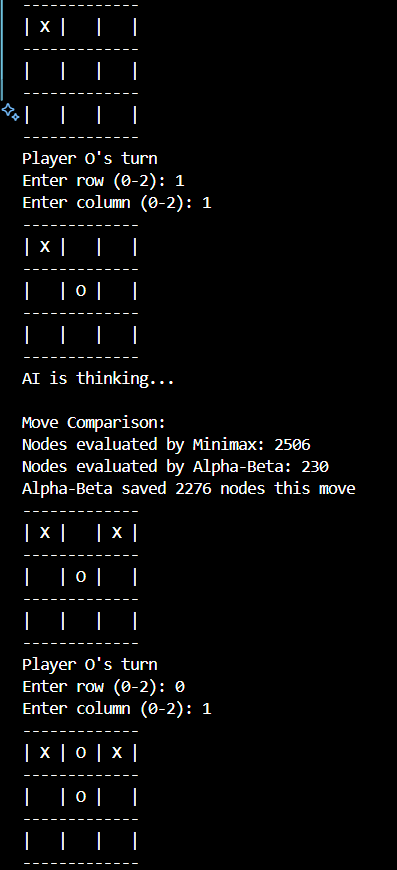 -------------
| X |   |   |
-------------
|   |   |   |
-------------
|   |   |   |
-------------
Player O's turn
Enter row (0-2): 1
Enter column (0-2): 1
-------------
| X |   |   |
-------------
|   | O |   |
-------------
|   |   |   |
-------------
AI is thinking...

Move Comparison:
Nodes evaluated by Minimax: 2506
Nodes evaluated by Alpha-Beta: 230
Alpha-Beta saved 2276 nodes this move
-------------
| X |   | X |
-------------
|   | O |   |
-------------
|   |   |   |
-------------
Player O's turn
Enter row (0-2): 0
Enter column (0-2): 1
-------------
| X | O | X |
-------------
|   | O |   |
-------------
|   |   |   |
-------------